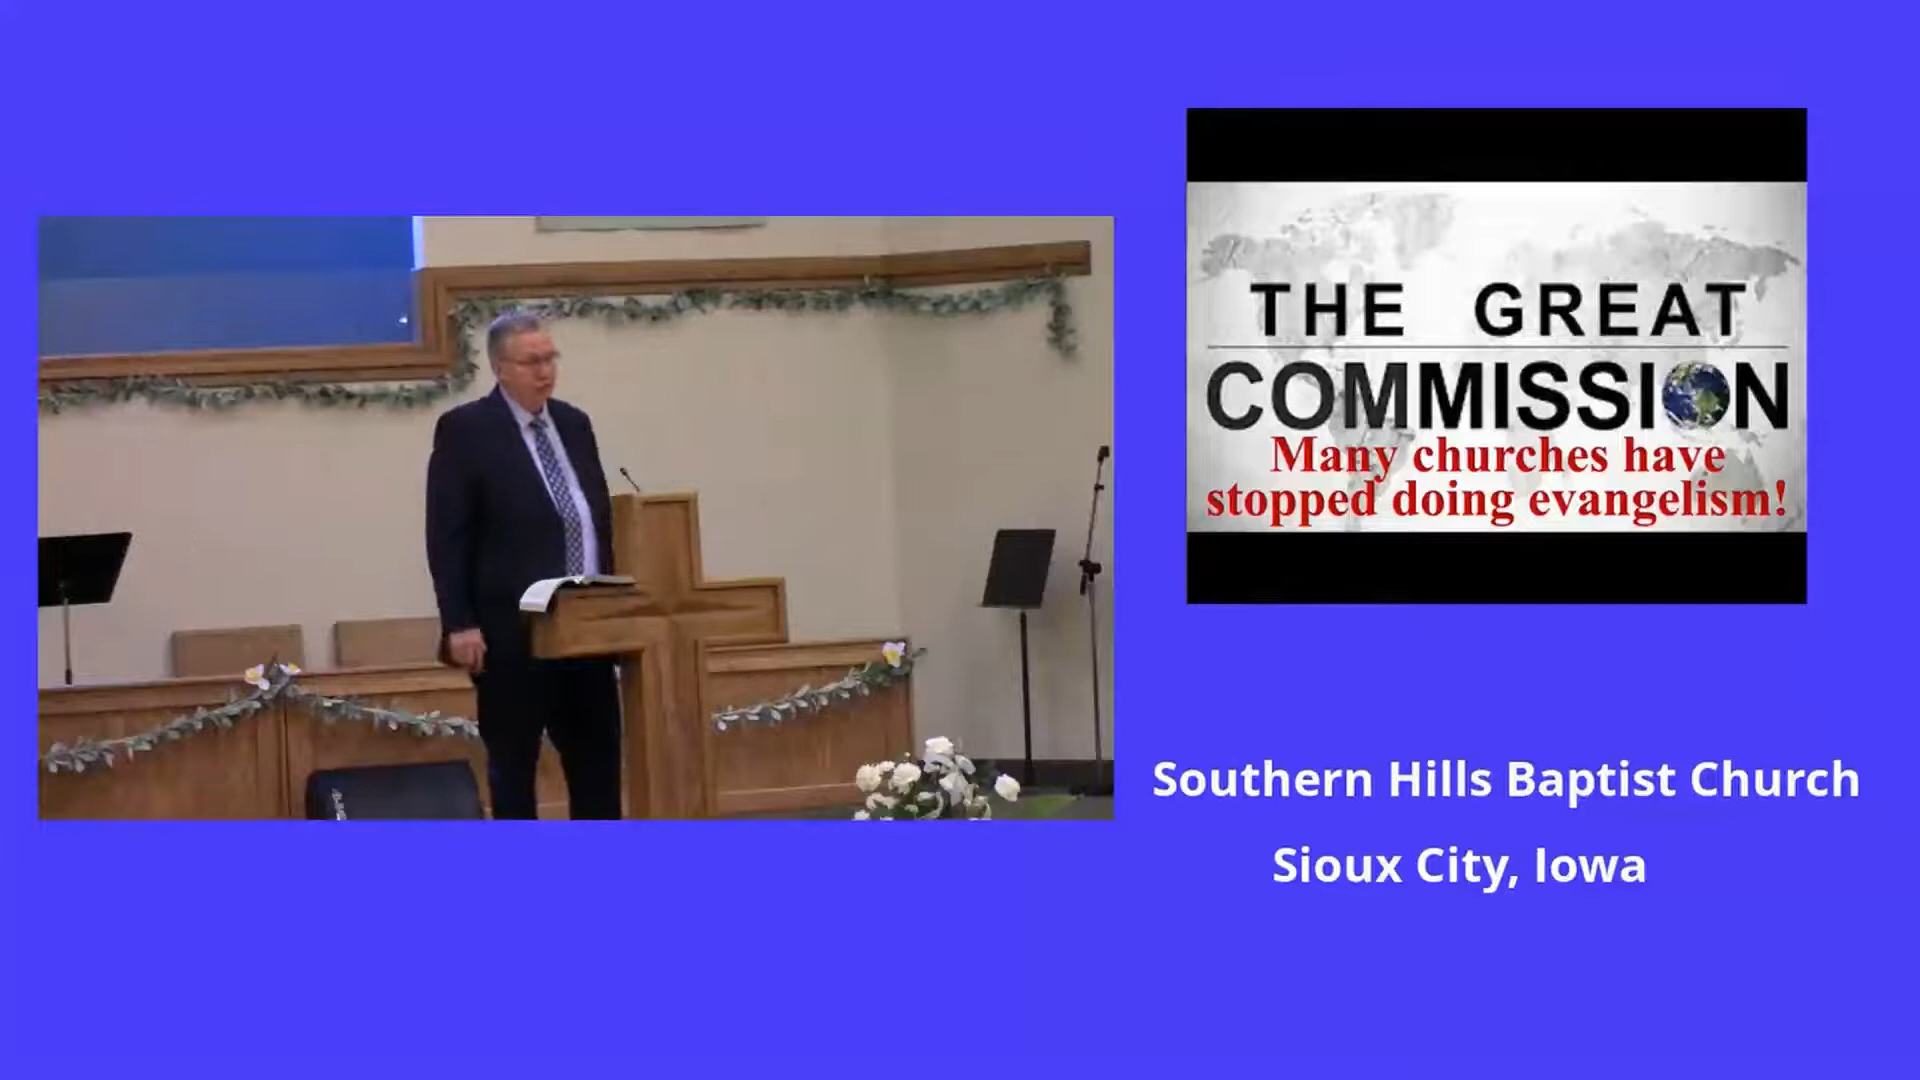 THE GREAT
COMMISSION
Many churches have
stopped doing evangelism!
Southern Hills Baptist Church
Sioux City, Iowa